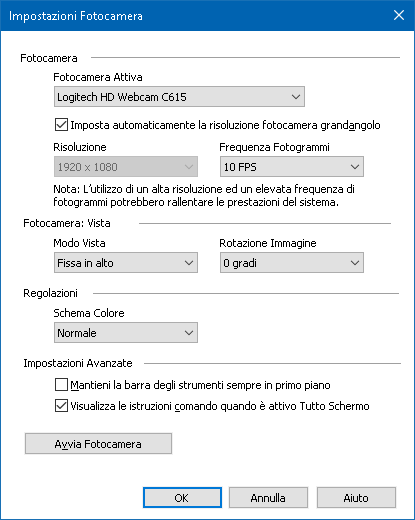 Impostazioni Fotocamera
Fotocamera
Fotocamera Attiva
Logitech HD Webcam C615
Imposta automaticamente la risoluzione fotocamera grandangolo
Risoluzione
Frequenza Fotogrammi
1920 x 1080
10 FPS
Nota: L'utilizzo di un alta risoluzione ed un elevata frequenza di
fotogrammi potrebbero rallentare le prestazioni del sistema.
Fotocamera: Vista
Modo Vista
Rotazione Immagine
Fissa in alto
0 gradi
Regolazioni
Schema Colore
Normale
Impostazioni Avanzate
Mantieni la barra degli strumenti sempre in primo piano
Visualizza le istruzioni comando quando è attivo Tutto Schermo
Avvia Fotocamera
OK
Annulla
Aiuto